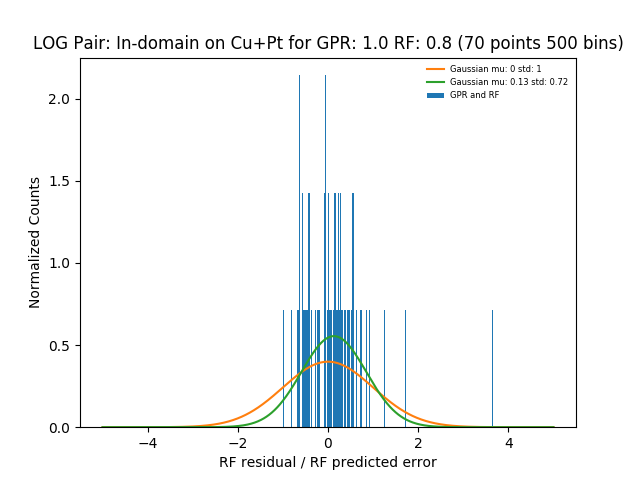 LOG Pair: In-domain on Cu+Pt for GPR: 1.0 RF: 0.8 (70 points 500 bins)
Gaussian mu: 0 std: 1
Gaussian mu: 0.13 std: 0.72
GPR and RF
Normalized Counts
2.0
1.5
1.0
0.5
0.0
−4
−2
0
2
4
RF residual / RF predicted error